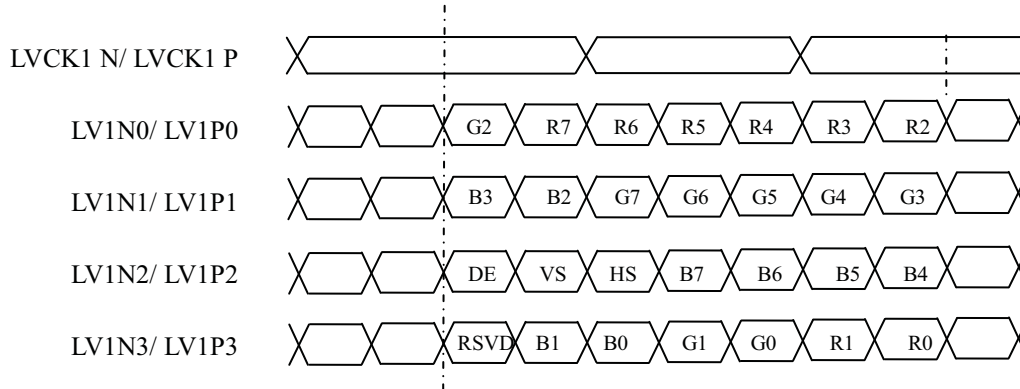 LVCK1 N/ LVCK1 P
LV1N0/ LV1P0 G2 R7 R6 R5 R4 R3 R2
LV1N1/ LV1P1 B3 B2 G7 G6 G5 G4 G3
LV1N2/ LV1P2 DE VS HS B7 B6 B5 B4
LV1N3/ LV1P3 RSVD B1 B0 G1 G0 R1 R0